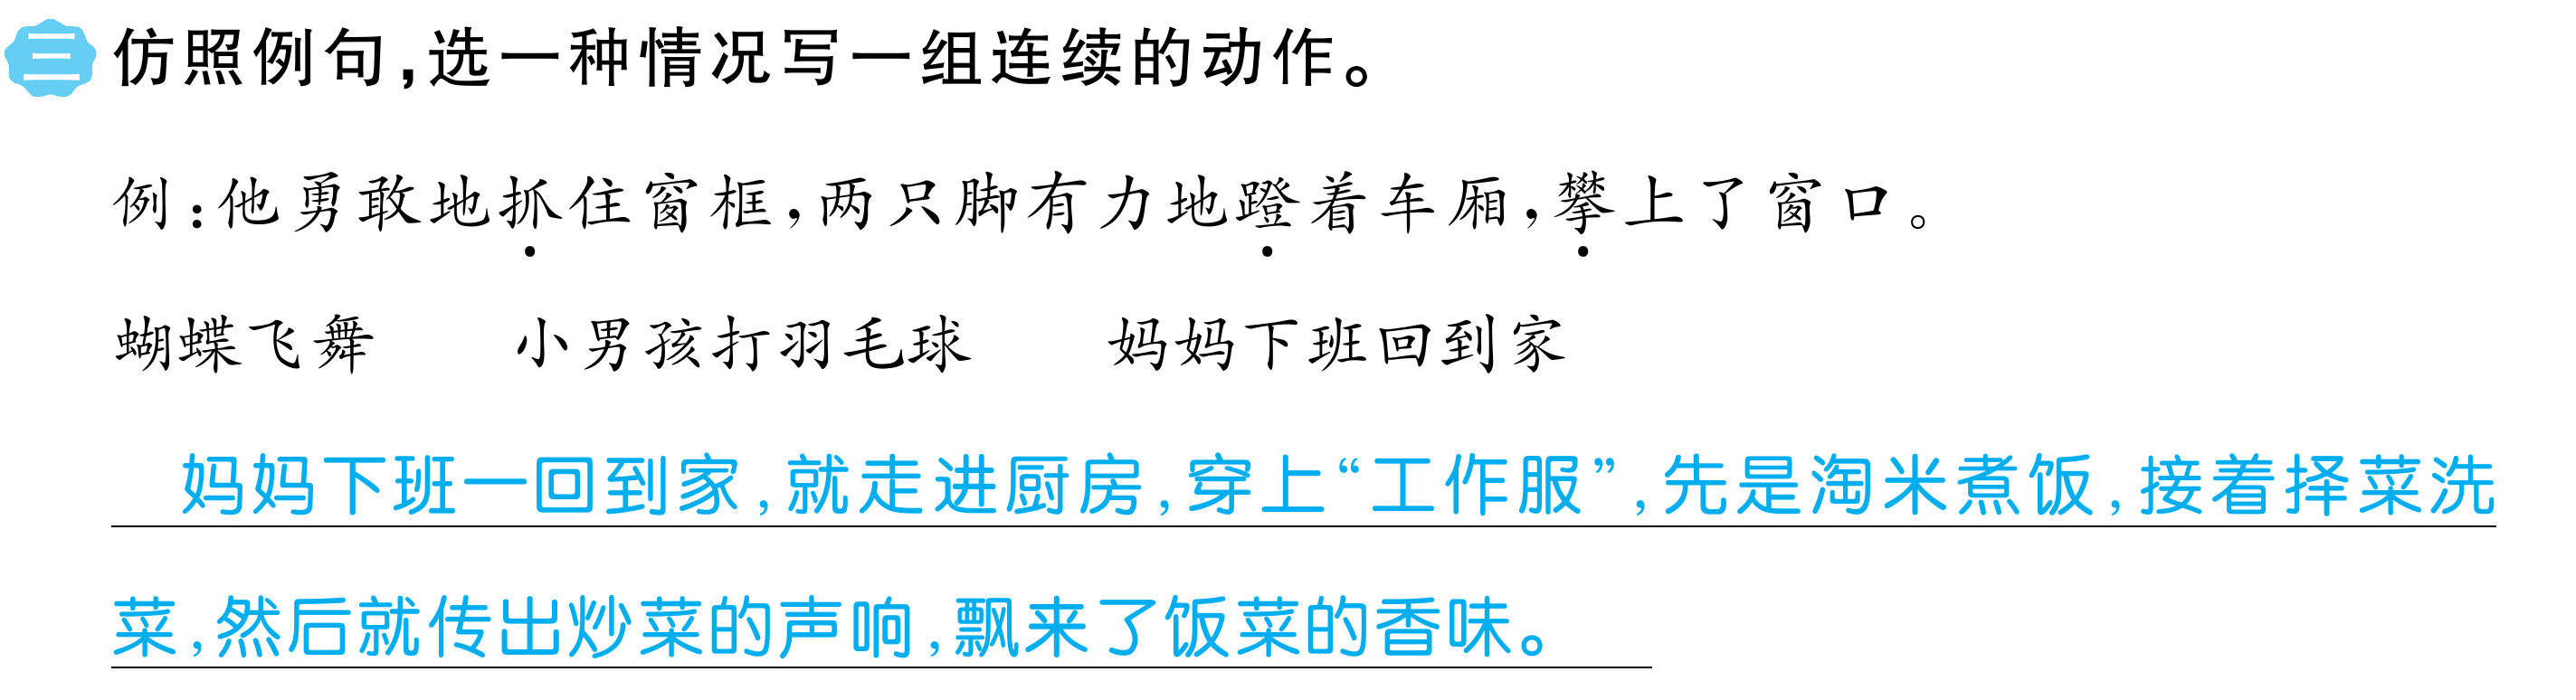 三 仿照例句,选一种情况写一组连续的动作。
例:他勇敢地抓住窗框,两只脚有力地蹬着车厢,攀上了窗口。
蝴蝶飞舞 小男孩打羽毛球 妈妈下班回到家
妈妈下班一回到家,就走进厨房,穿上“工作服”,先是淘米煮饭,接着择菜洗
菜,然后就传出炒菜的声响,飘来了饭菜的香味。